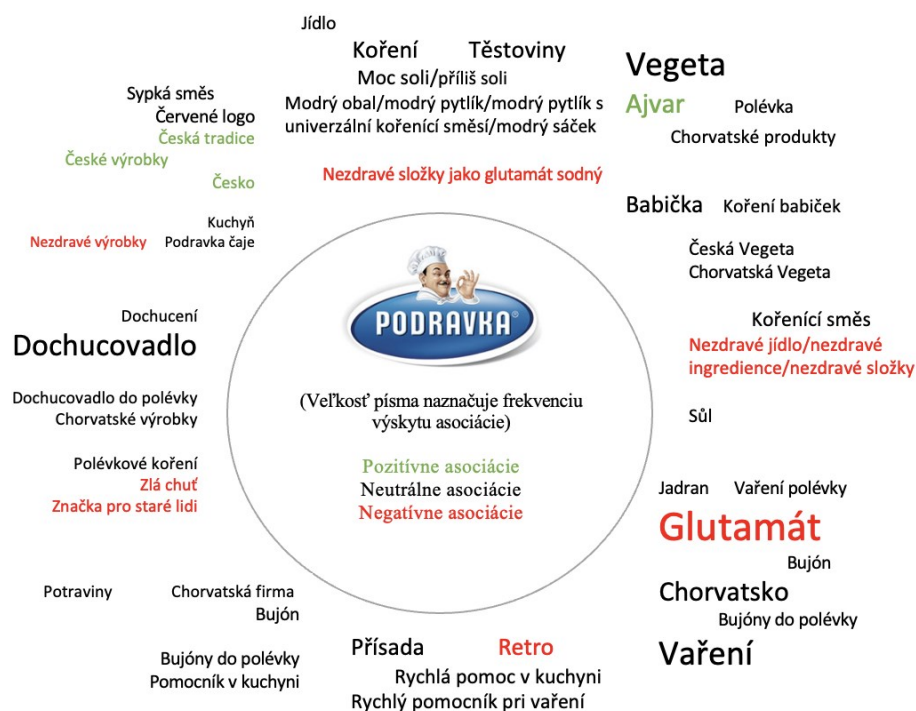 Jídlo
Koření Těstoviny
Moc soli/příliš soli
Modrý obal/modrý pytlík/modrý pytlík s
univerzální kořenící směsí/modrý sáček
Nezdravé složky jako glutamát sodný
Vegeta
Ajvar Polévka
Chorvatské produkty
Babička Koření babiček
Česká Vegeta
Chorvatská Vegeta
Kořenící směs
Nezdravé jídlo/nezdravé
ingredience/nezdravé složky
Sůl
Jadran Vaření polévky
Glutamát
Bujón
Chorvatsko
Bujóny do polévky
Vaření
Sypká směs
Červené logo
Česká tradice
České výrobky
Česko
Kuchyň
Nezdravé výrobky Podravka čaje
Dochucení
Dochucovadlo
Dochucovadlo do polévky
Chorvatské výrobky
Polévkové koření
Zlá chuť
Značka pro staré lidi
Potraviny Chorvatská firma
Bujón
Bujóny do polévky
Pomocník v kuchyni
Přísada Retro
Rychlá pomoc v kuchyni
Rychlý pomocník pri vaření
PODRAVKA®
(Veľkosť písma naznačuje frekvenciu
výskytu asociácie)
Pozitívne asociácie
Neutrálne asociácie
Negatívne asociácie